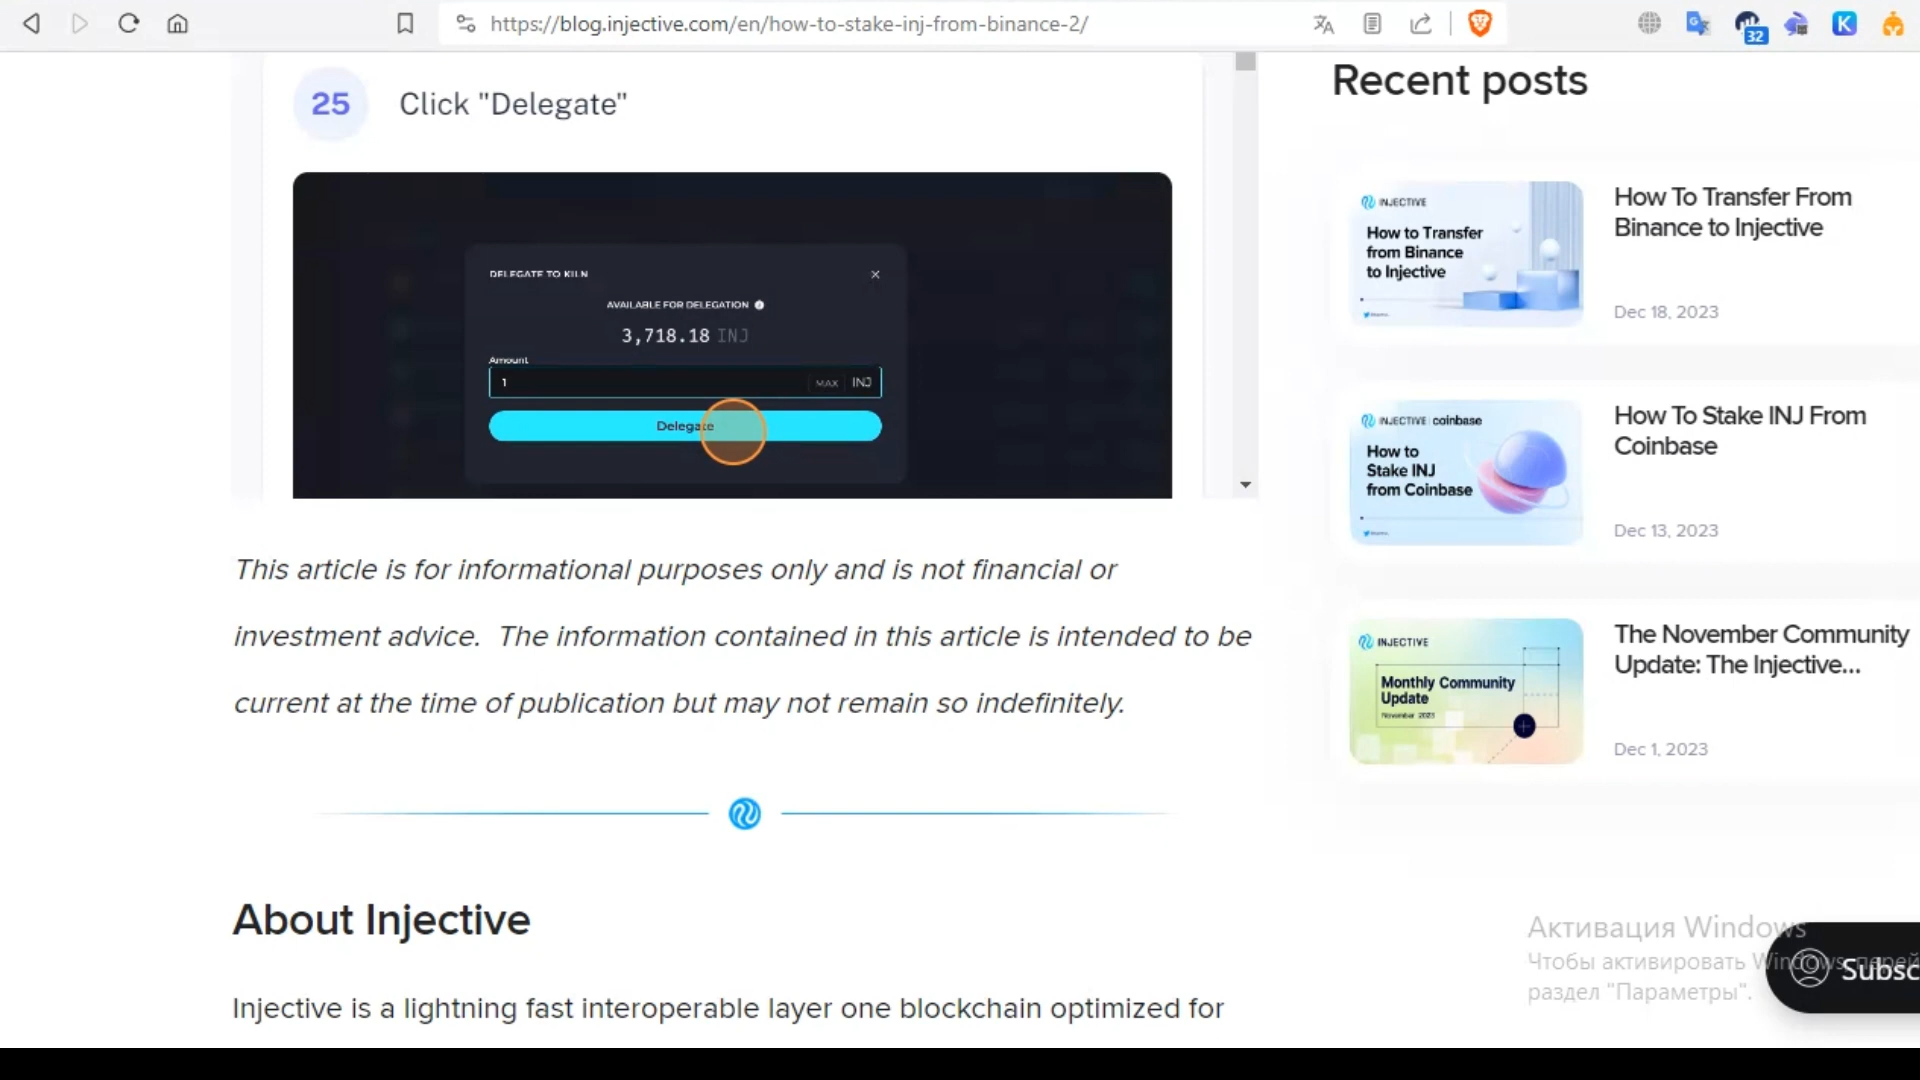 https://blog.injective.com/en/how-to-stake-inj-from-binance-2/
32
K
25
Click "Delegate"
DELEGATE TO KILN
AVAILABLE FOR DELEGATION
3,718.18 INJ
Amount
1
MAX
INJ
Delegate
This article is for informational purposes only and is not financial or
investment advice. The information contained in this article is intended to be
current at the time of publication but may not remain so indefinitely.
About Injective
Injective is a lightning fast interoperable layer one blockchain optimized for
Recent posts
INJECTIVE
How to Transfer
from Binance
to Injective
How To Transfer From
Binance to Injective
Dec 18, 2023
INJECTIVE coinbase
How to
Stake INJ
from Coinbase
How To Stake INJ From
Coinbase
Dec 13, 2023
INJECTIVE
Monthly Community
Update
November 2023
The November Community
Update: The Injective...
Dec 1, 2023
Активация Windows
Чтобы активировать Windows, перей
раздел "Параметры".
Subsc